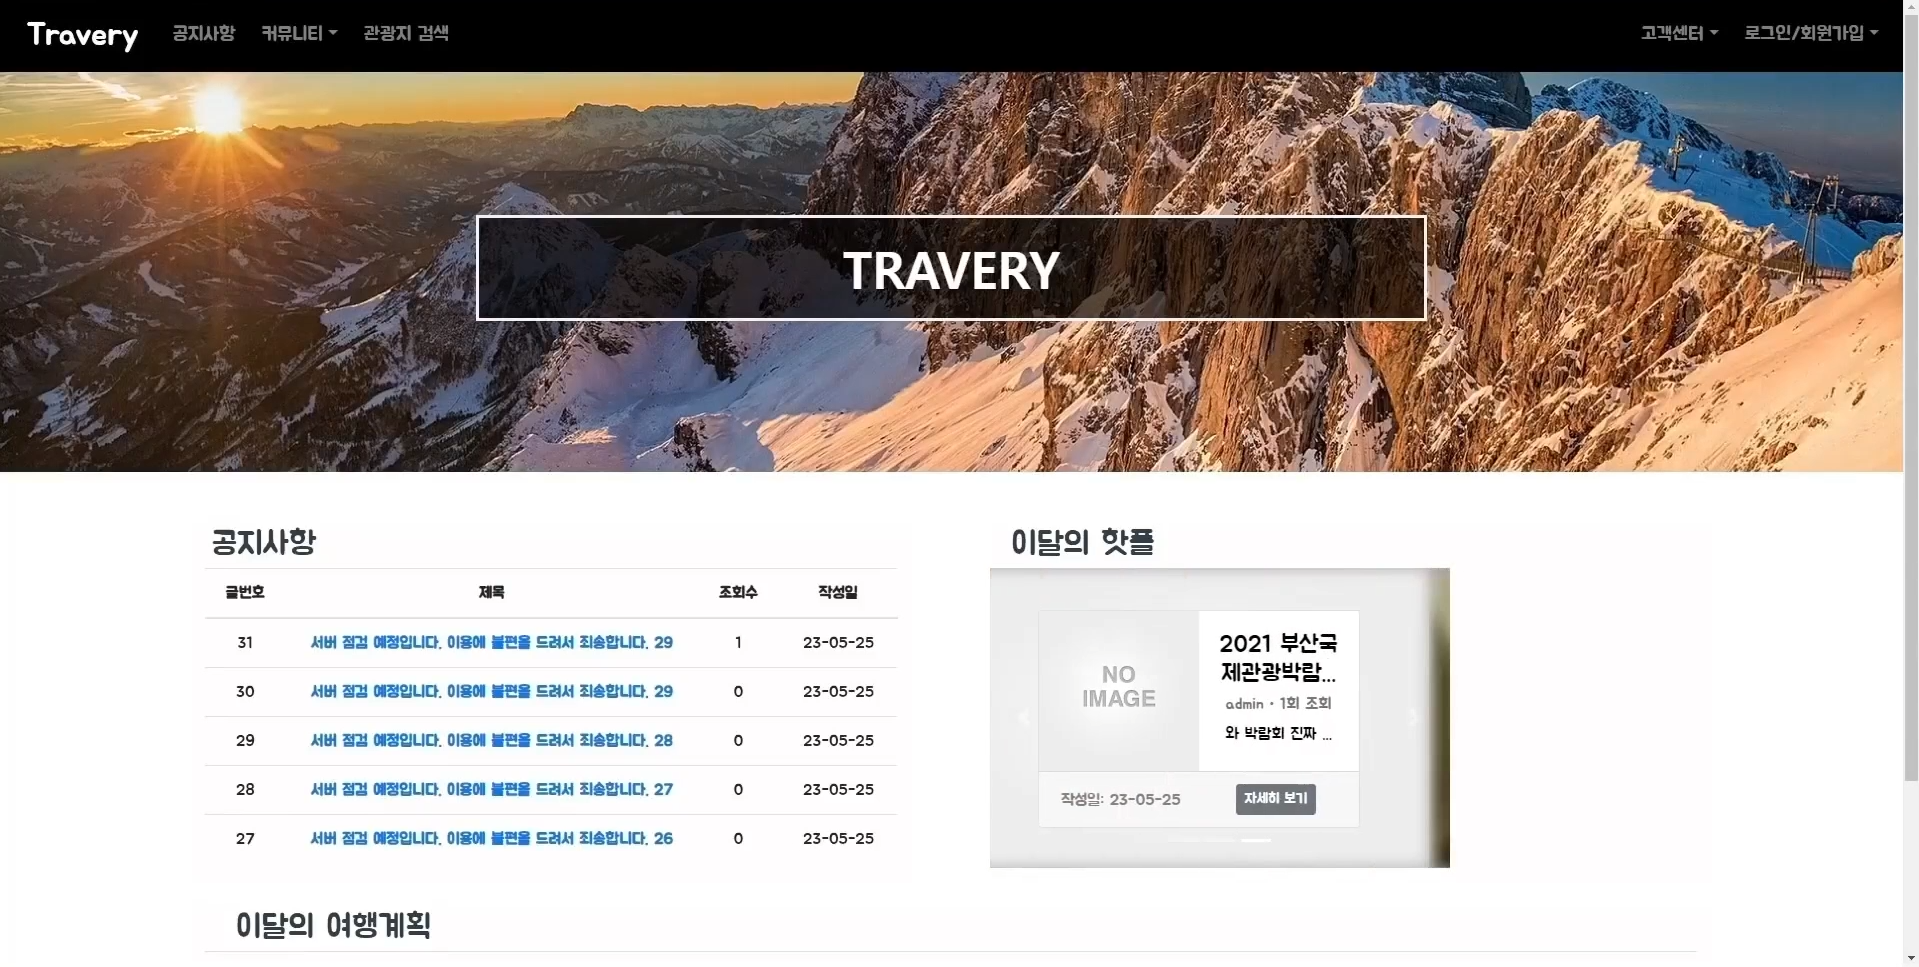 Travery 공지사항 커뮤니티 관광지 검색 고객센터 로그인/회원가입
TRAVERY
공지사항
글번호 제목 조회수 작성일
31 서버 점검 예정입니다. 이용에 불편을 드려서 죄송합니다. 29 1 23-05-25
30 서버 점검 예정입니다. 이용에 불편을 드려서 죄송합니다. 29 0 23-05-25
29 서버 점검 예정입니다. 이용에 불편을 드려서 죄송합니다. 28 0 23-05-25
28 서버 점검 예정입니다. 이용에 불편을 드려서 죄송합니다. 27 0 23-05-25
27 서버 점검 예정입니다. 이용에 불편을 드려서 죄송합니다. 26 0 23-05-25
이달의 핫플
NO
IMAGE
2021 부산국
제관광박람...
admin · 1회 조회
와 박람회 진짜 ...
작성일: 23-05-25 자세히 보기
이달의 여행계획